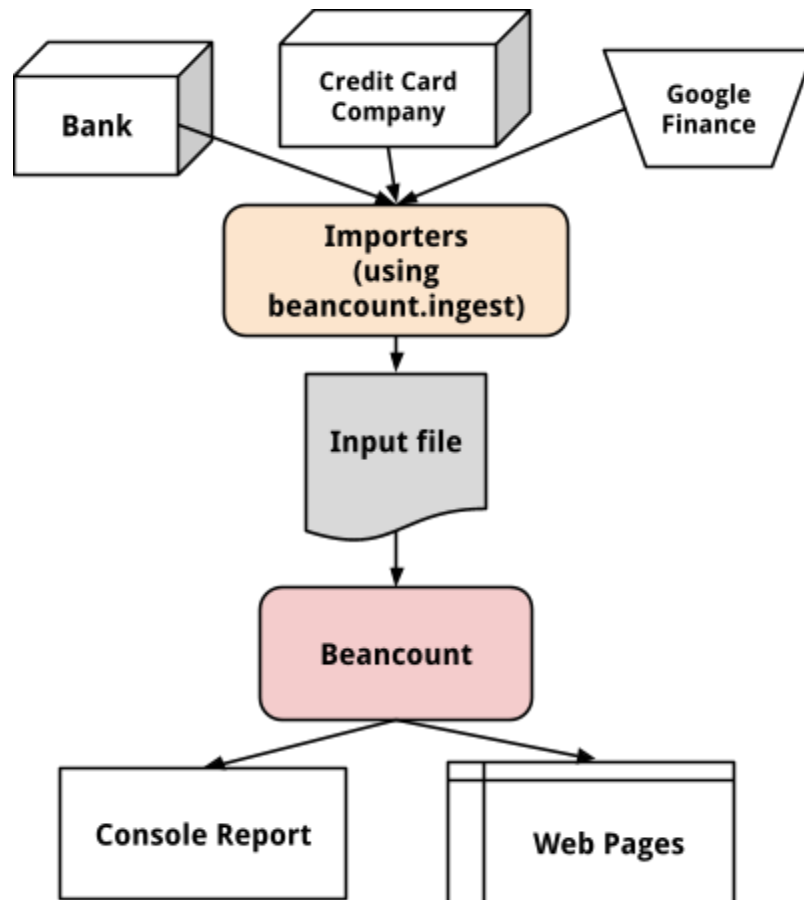 Bank
Credit Card
Company
Google
Finance
Importers
(using
beancount.ingest)
Input file
Beancount
Console Report
Web Pages